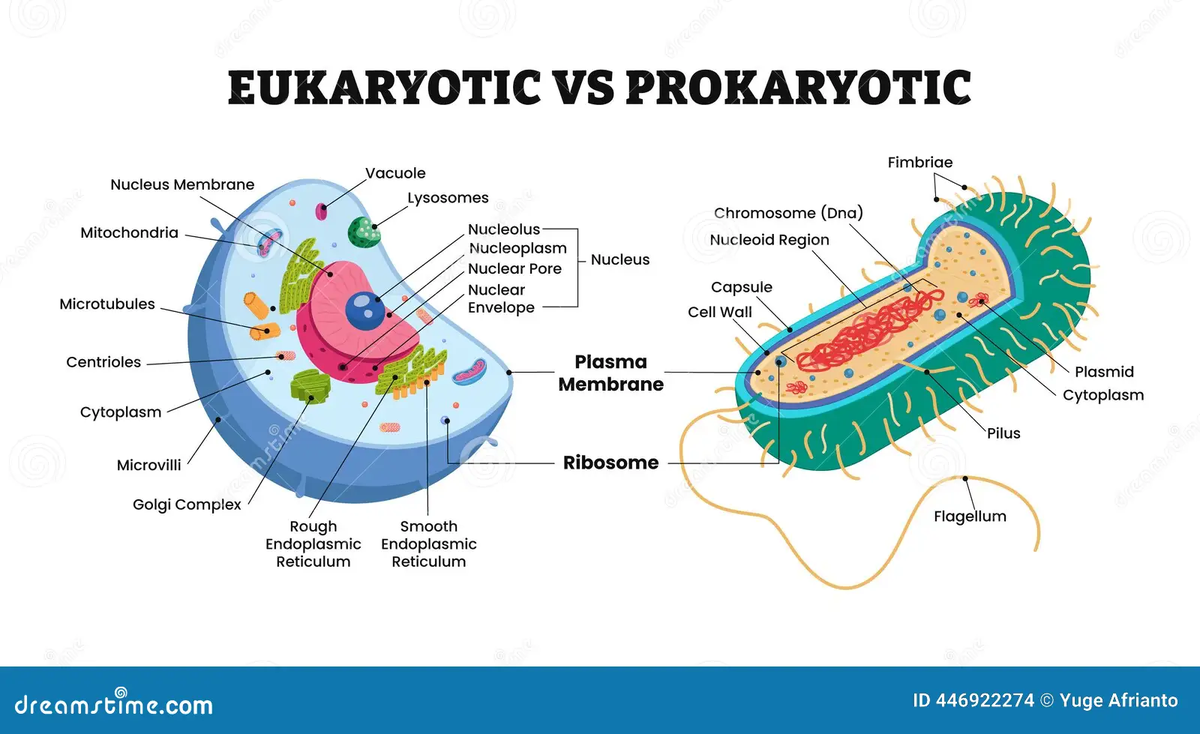 EUKARYOTIC VS PROKARYOTIC
Nucleus Membrane
Mitochondria
Microtubules
Centrioles
Cytoplasm
Microvilli
Golgi Complex
Rough
Endoplasmic
Reticulum
Smooth
Endoplasmic
Reticulum
Vacuole
Lysosomes
Nucleolus
Nucleoplasm
Nuclear Pore
Nuclear
Envelope
Nucleus
Plasma
Membrane
Ribosome
Fimbriae
Chromosome (Dna)
Nucleoid Region
Capsule
Cell Wall
Plasmid
Cytoplasm
Pilus
Flagellum
dreamstime.com
ID 446922274 © Yuge Afrianto